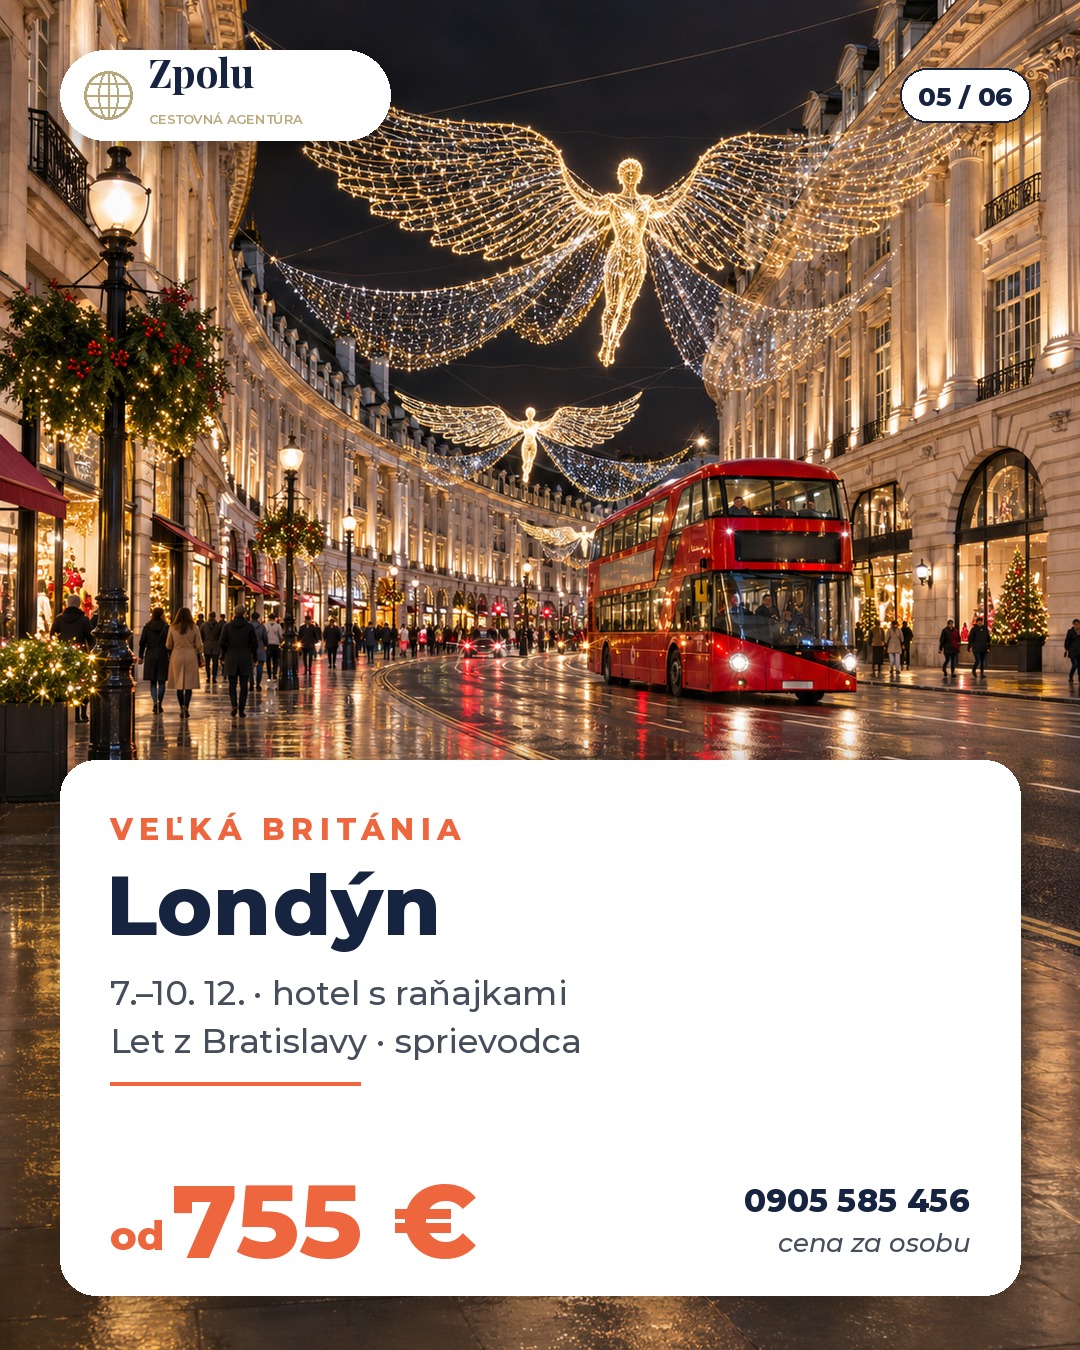 Zpolu
CESTOVNÁ AGENTÚRA
05 / 06
VEĽKÁ BRITÁNIA
Londýn
7.–10. 12. · hotel s raňajkami
Let z Bratislavy · sprievodca
od 755 €
0905 585 456
cena za osobu